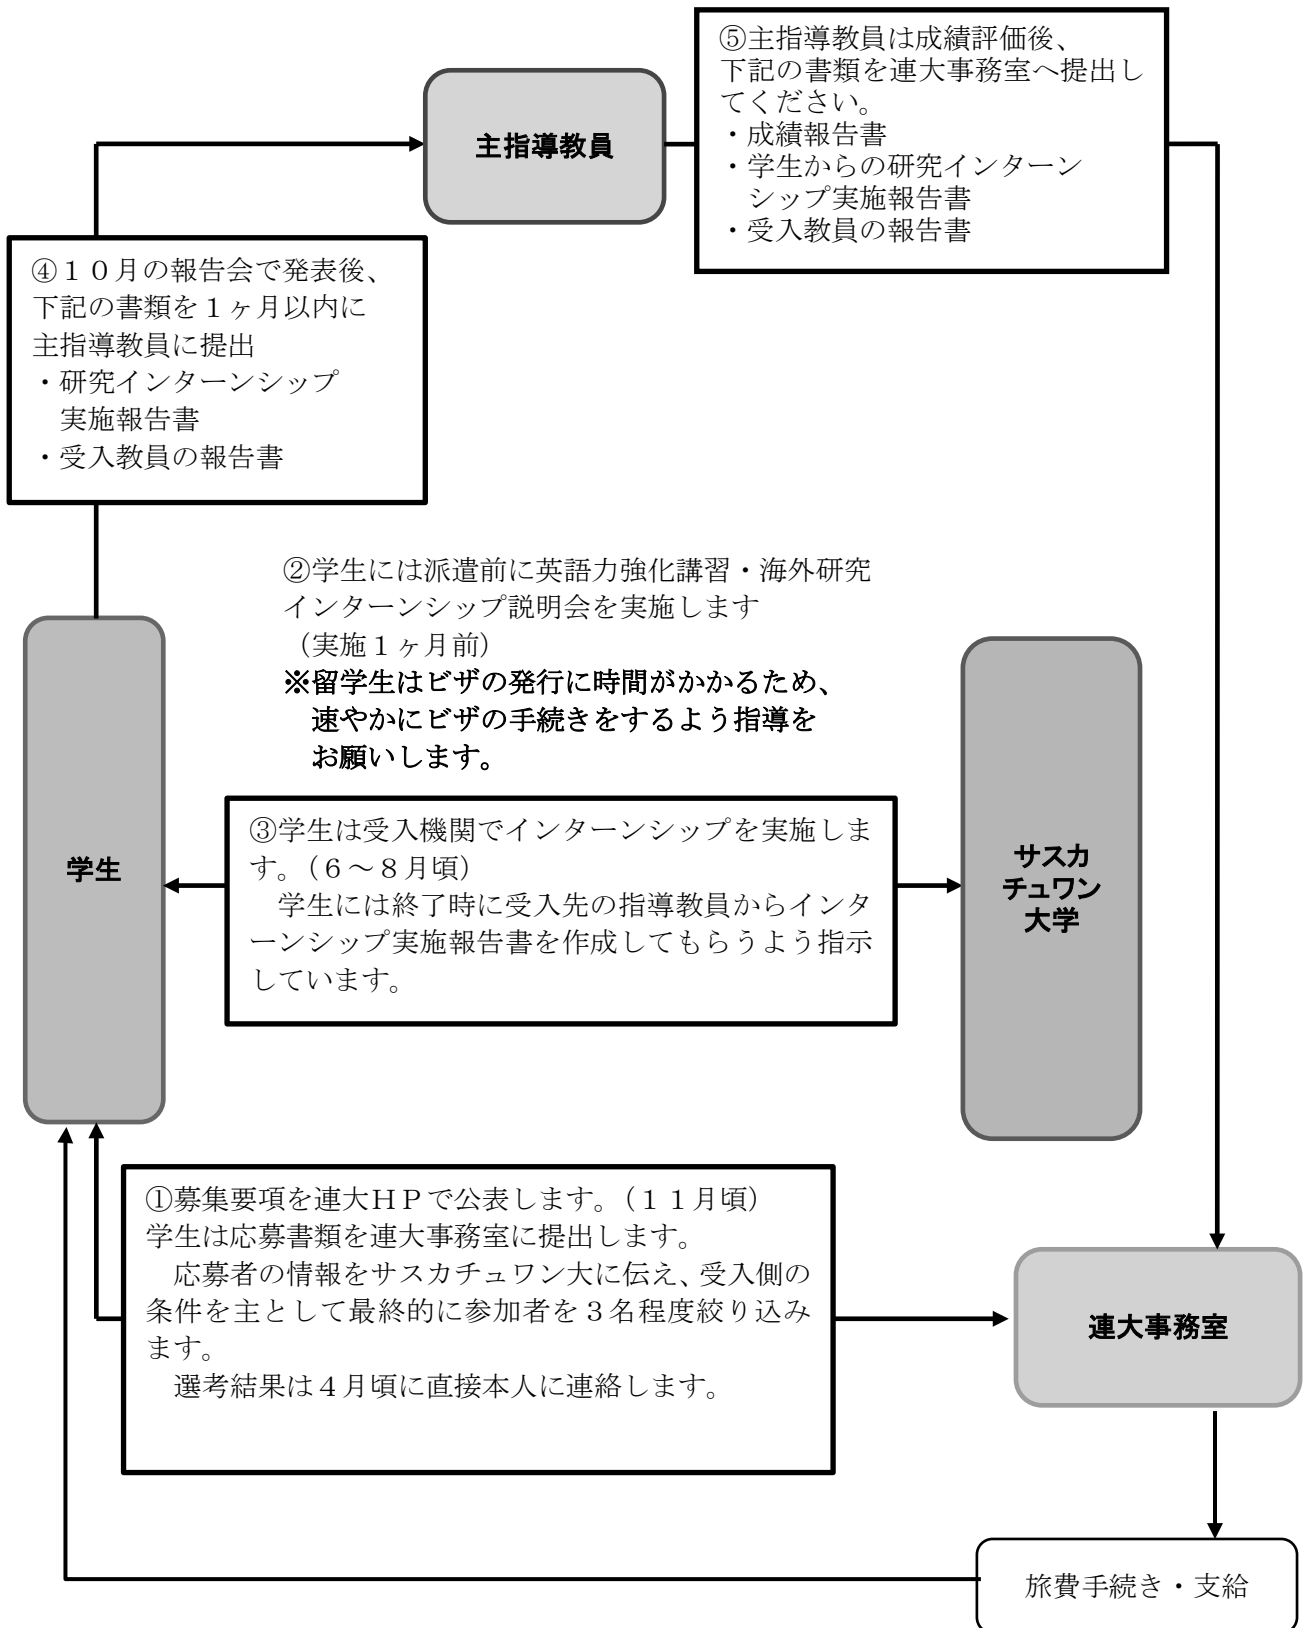 ⑤主指導教員は成績評価後、
下記の書類を連大事務室へ提出し
てください。
・成績報告書
・学生からの研究インターン
シップ実施報告書
・受入教員の報告書
主指導教員
④１０月の報告会で発表後、
下記の書類を１ヶ月以内に
主指導教員に提出
・研究インターンシップ
実施報告書
・受入教員の報告書
②学生には派遣前に英語力強化講習・海外研究
インターンシップ説明会を実施します
（実施１ヶ月前）
※留学生はビザの発行に時間がかかるため、
速やかにビザの手続きをするよう指導を
お願いします。
学生
③学生は受入機関でインターンシップを実施しま
す。（６～８月頃）
学生には終了時に受入先の指導教員からインタ
ーンシップ実施報告書を作成してもらうよう指示
しています。
サスカ
チュワン
大学
①募集要項を連大ＨＰで公表します。（１１月頃）
学生は応募書類を連大事務室に提出します。
応募者の情報をサスカチュワン大に伝え、受入側の
条件を主として最終的に参加者を３名程度絞り込み
ます。
選考結果は４月頃に直接本人に連絡します。
連大事務室
旅費手続き・支給